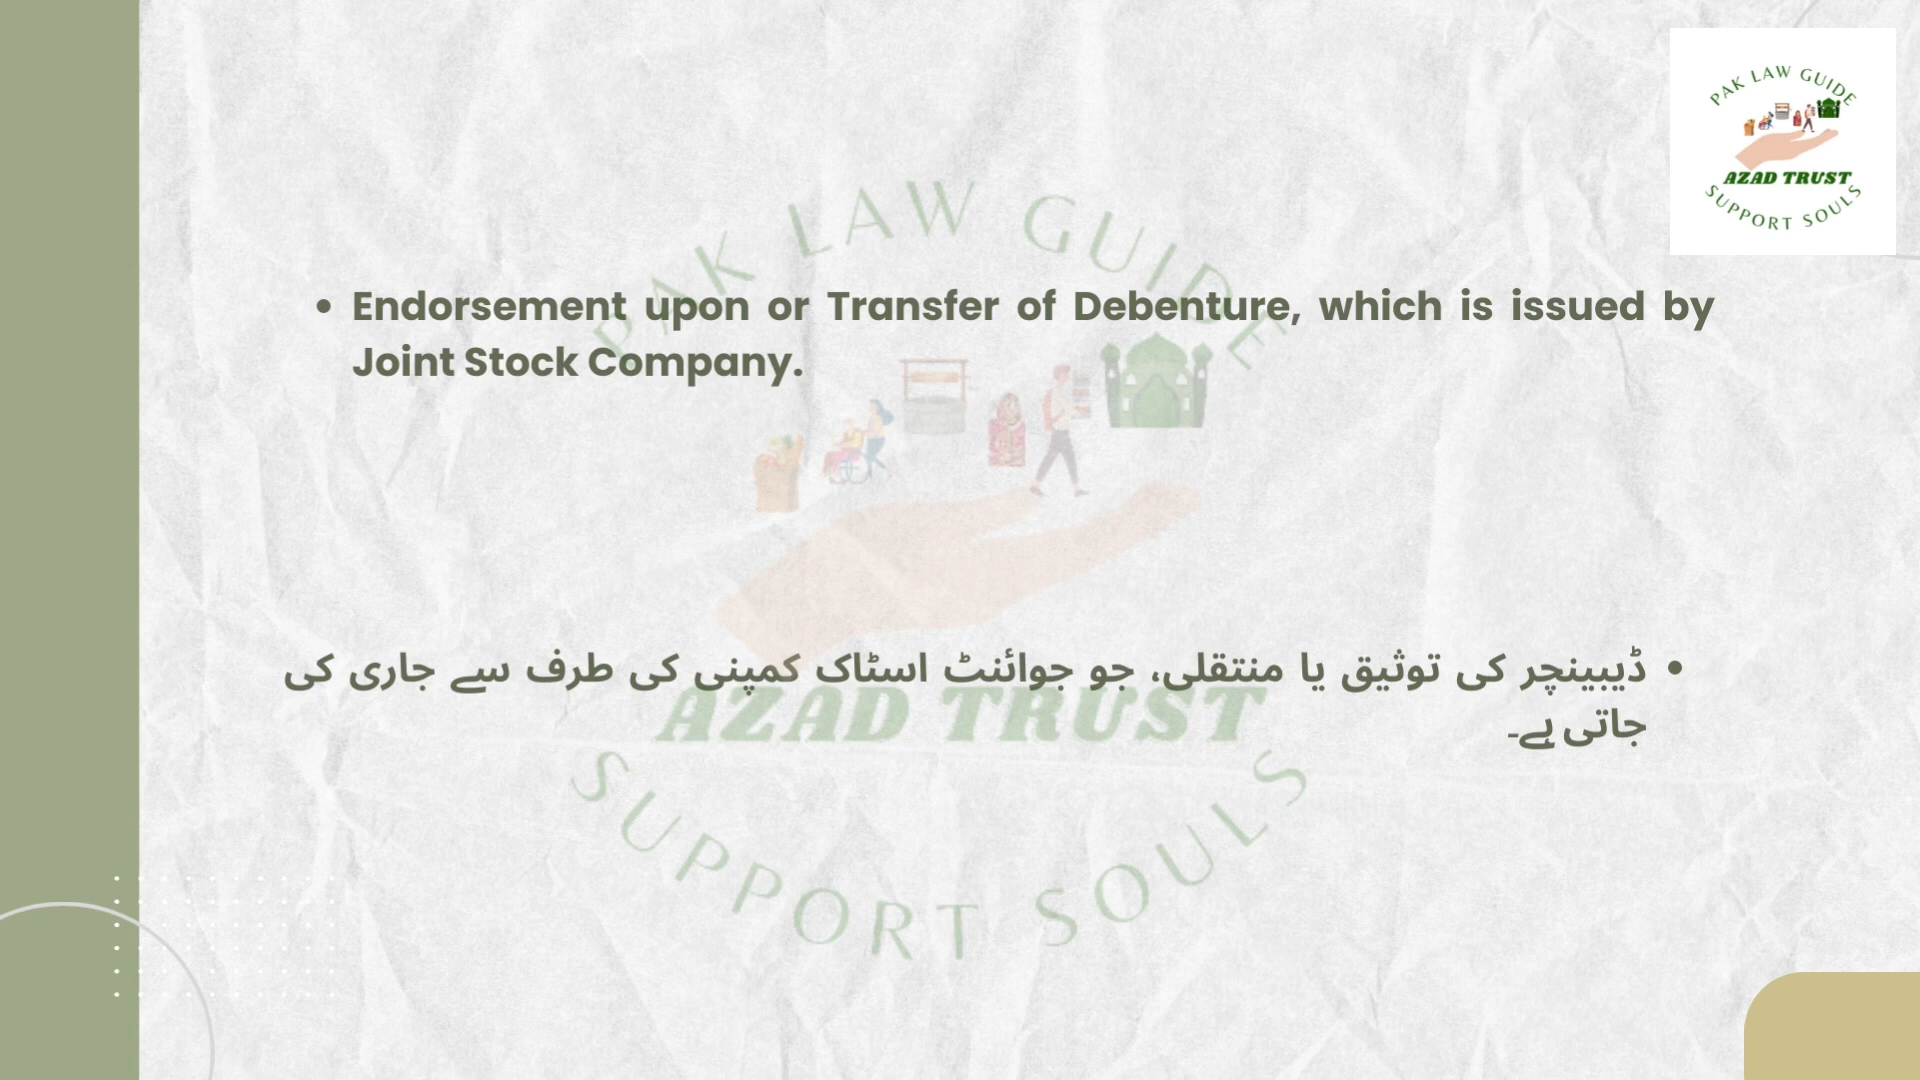 PAK LAW GUIDE
AZAD TRUST
SUPPORT SOULS
PAK LAW GUIDE
• Endorsement upon or Transfer of Debenture, which is issued by
Joint Stock Company.
• ڈیبینچر کی توثیق یا منتقلی، جو جوائنٹ اسٹاک کمپنی کی طرف سے جاری کی
AZAD TRUST
جاتی ہے۔
SUPPORT SOULS